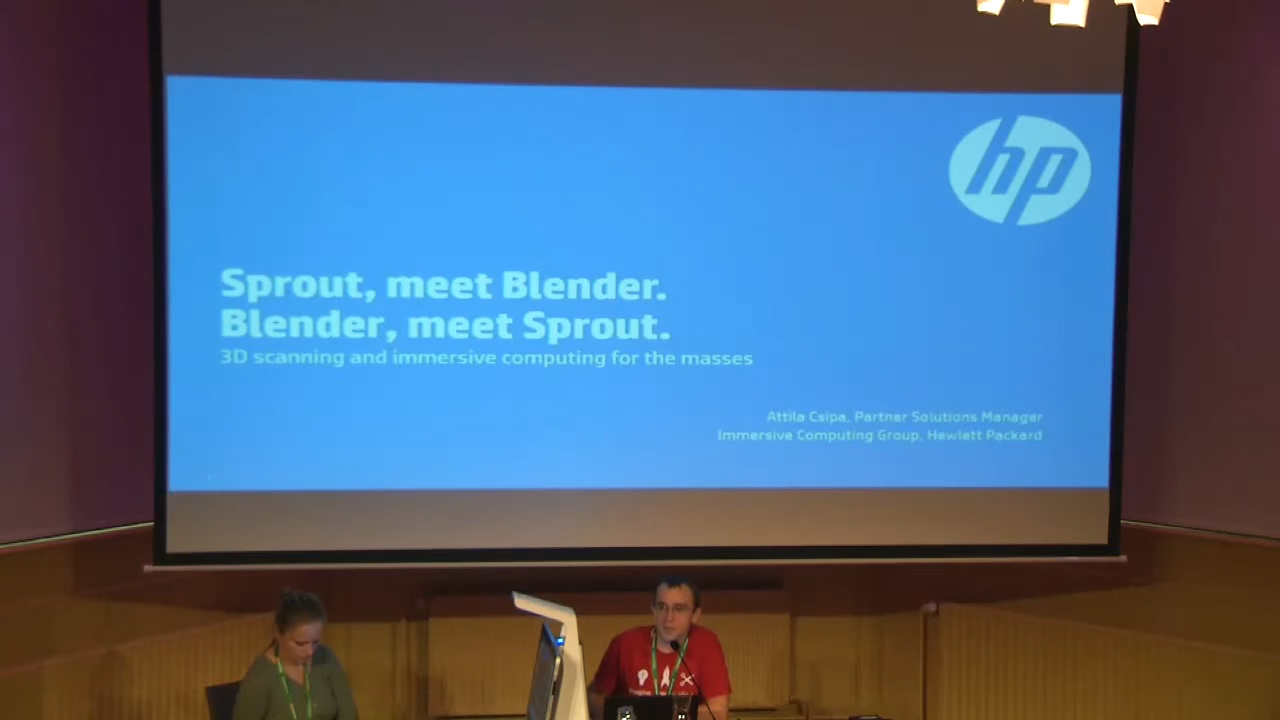 hp
Sprout, meet Blender.
Blender, meet Sprout.
3D scanning and immersive computing for the masses
Attila Csipa, Partner Solutions Manager
Immersive Computing Group, Hewlett Packard